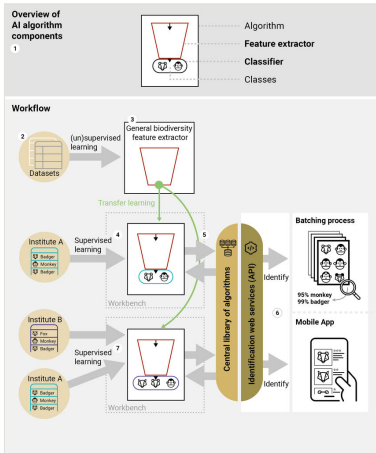 Overview of
AI algorithm
components
1
Algorithm
Feature extractor
Classifier
Classes
Workflow
2
Datasets
(un)supervised
learning
3
General biodiversity
feature extractor
Transfer learning
Institute A
Badger
Monkey
Badger
Supervised
learning
4
Workbench
5
Central library of algorithms
Identification web services (API)
Identify
Batching process
95% monkey
99% badger
6
Mobile App
Institute B
Fox
Monkey
Badger
Supervised
learning
7
Workbench
Identify
Institute A
Badger
Monkey
Badger